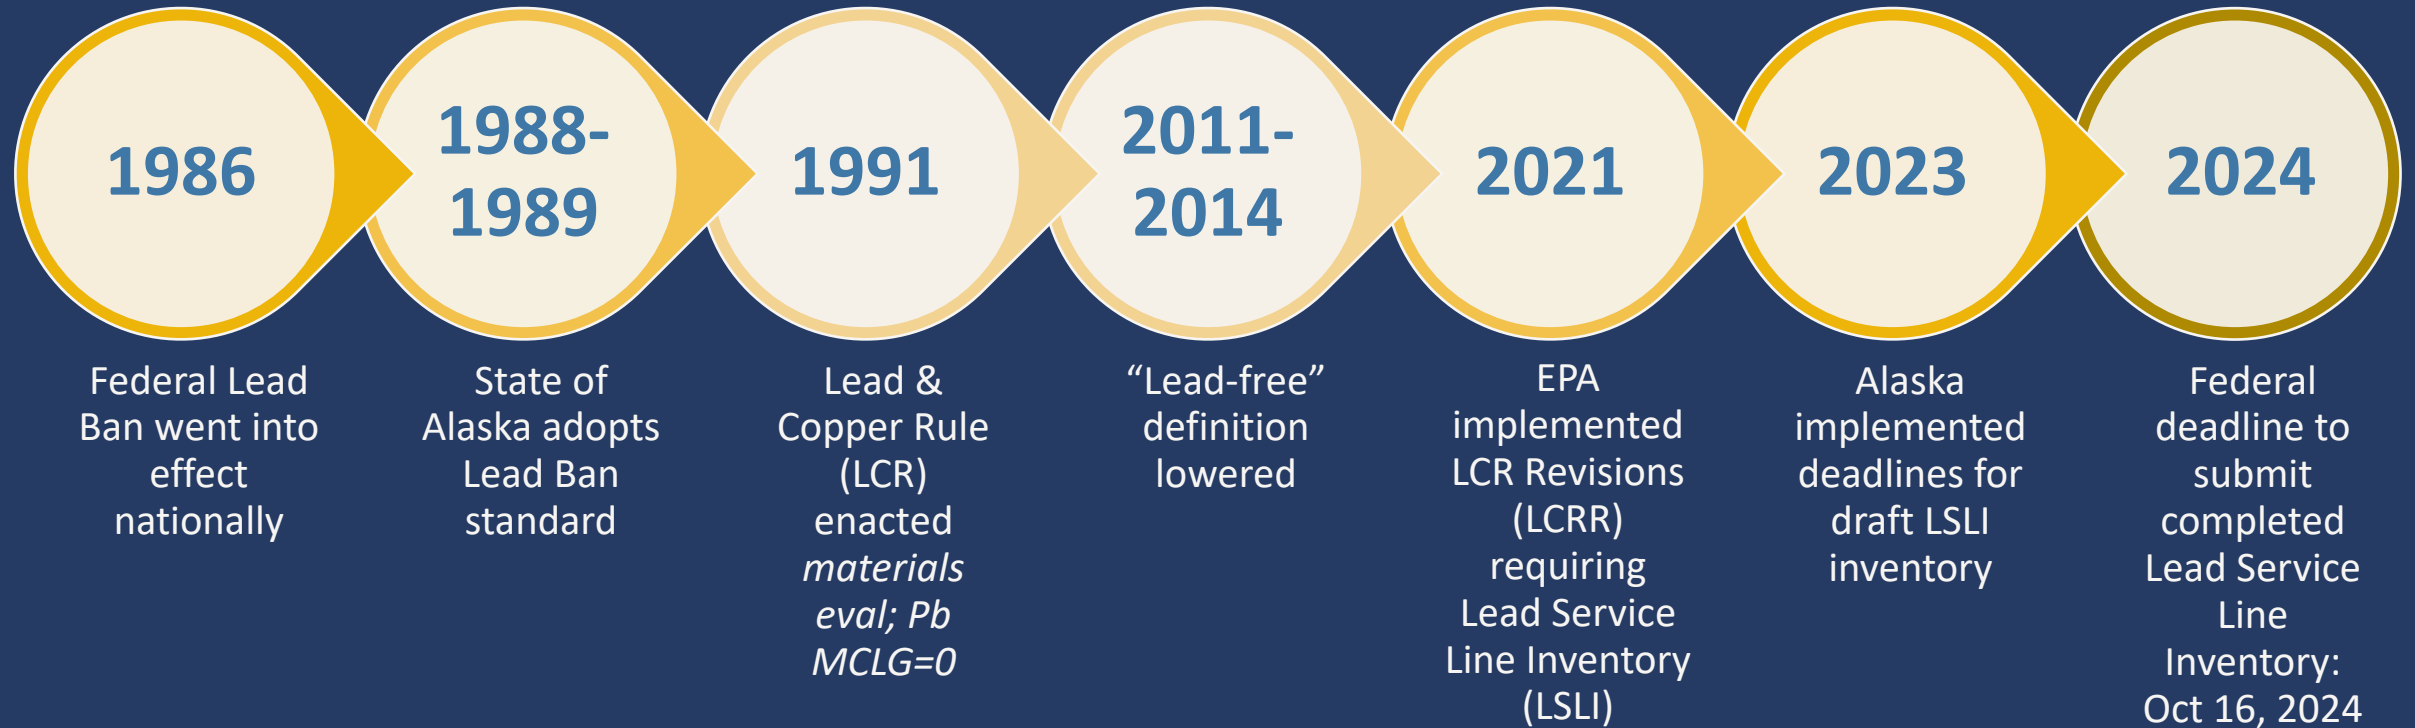 1986
Federal Lead
Ban went into
effect
nationally
1988-
1989
State of
Alaska adopts
Lead Ban
standard
1991
Lead &
Copper Rule
(LCR)
enacted
materials
eval; Pb
MCLG=0
2011-
2014
“Lead-free”
definition
lowered
2021
EPA
implemented
LCR Revisions
(LCRR)
requiring
Lead Service
Line Inventory
(LSLI)
2023
Alaska
implemented
deadlines for
draft LSLI
inventory
2024
Federal
deadline to
submit
completed
Lead Service
Line
Inventory:
Oct 16, 2024